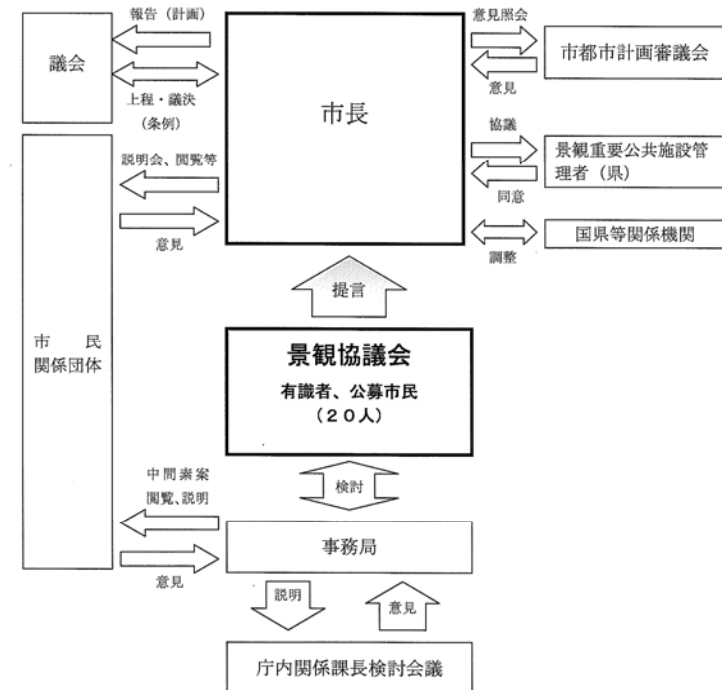 報告（計画）
議会
上程・議決
（条例）
市長
意見照会
意見
市都市計画審議会
協議
同意
景観重要公共施設管
理者（県）
調整
国県等関係機関
説明会、閲覧等
意見
提言
市　　民
関係団体
景観協議会
有識者、公募市民
（２０人）
検討
中間素案
閲覧、説明
意見
事務局
説明
意見
庁内関係課長検討会議